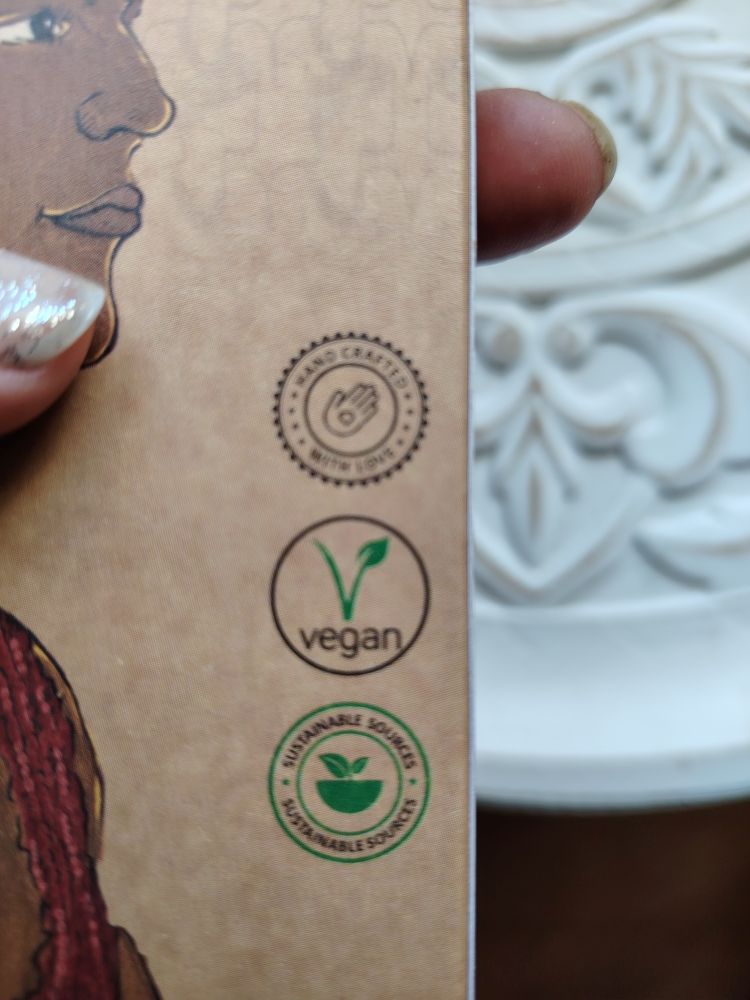 HAND CRAFTED
WITH LOVE
vegan
SUSTAINABLE SOURCES
SUSTAINABLE SOURCES